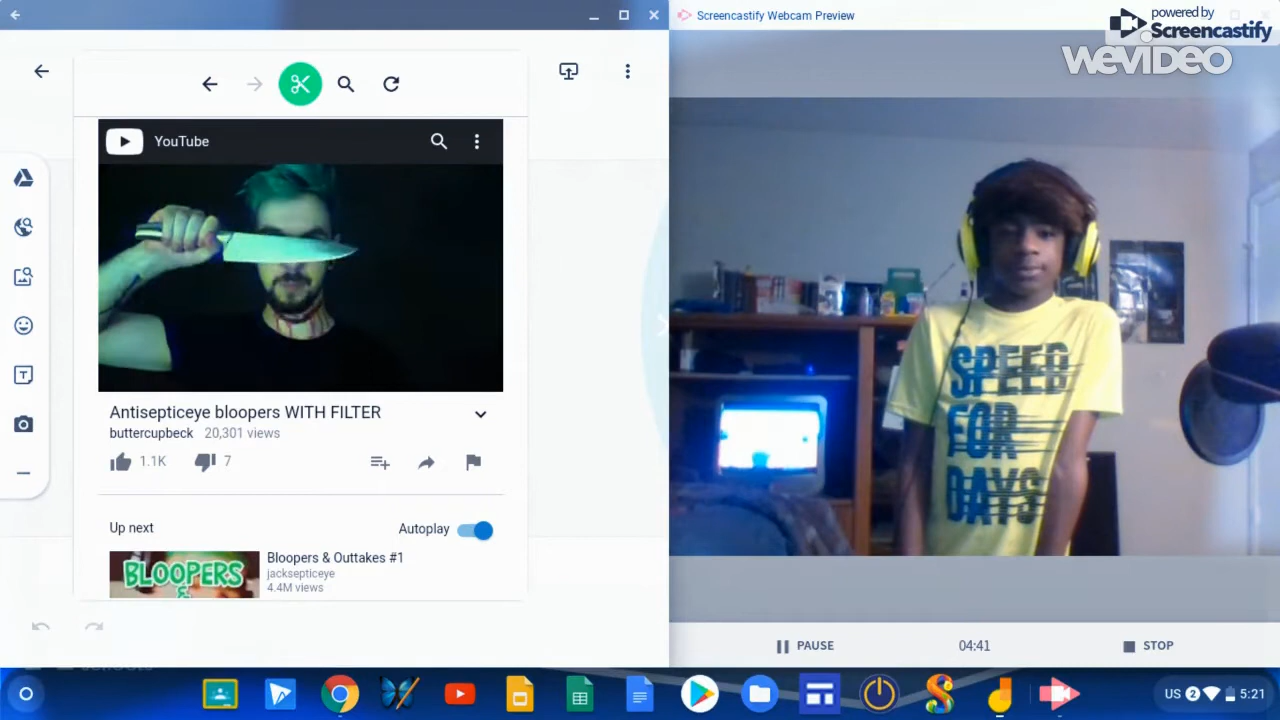 Screencastify Webcam Preview
powered by
Screencastify
WeVideo
YouTube
Antisepticeye bloopers WITH FILTER
buttercupbeck 20,301 views
1.1K 7
Up next Autoplay
BLOOPERS
&
Bloopers & Outtakes #1
jacksepticeye
4.4M views
SPEED
FOR
DAYS
PAUSE 04:41 STOP
US 2 5:21